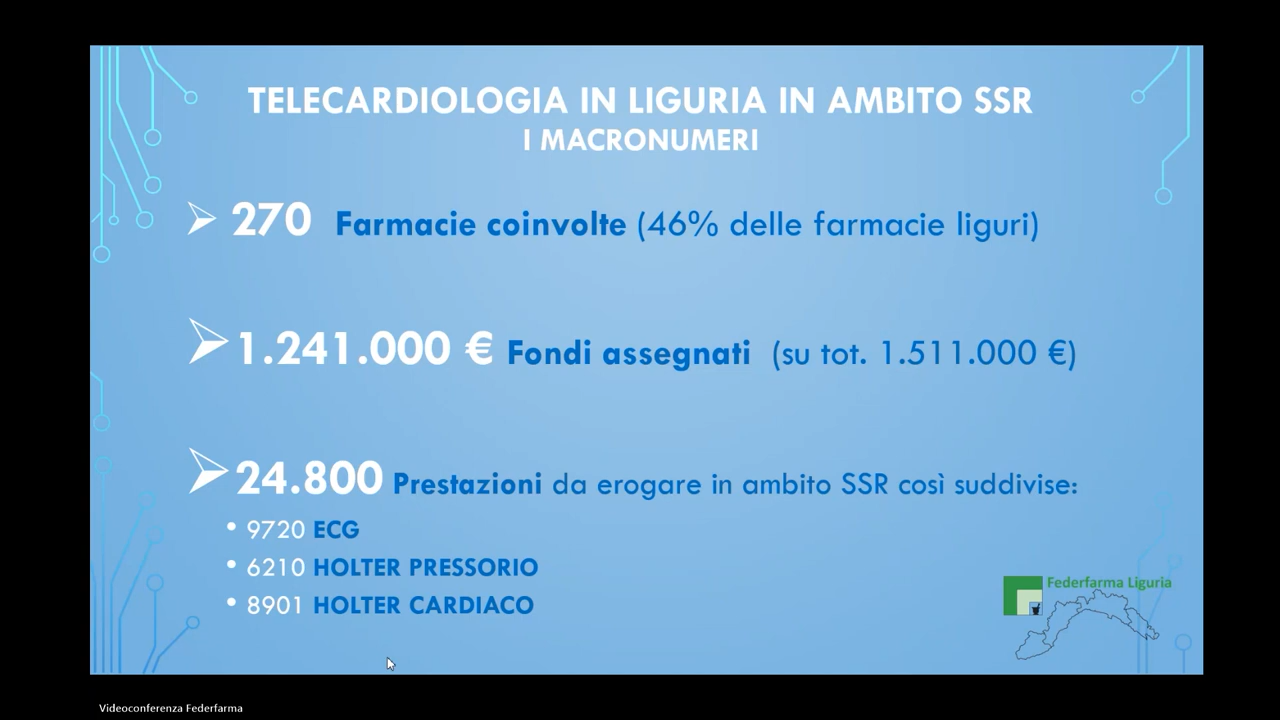 TELECARDIOLOGIA IN LIGURIA IN AMBITO SSR
I MACRONUMERI
270 Farmacie coinvolte (46% delle farmacie liguri)
1.241.000 € Fondi assegnati (su tot. 1.511.000 €)
24.800 Prestazioni da erogare in ambito SSR così suddivise:
• 9720 ECG
• 6210 HOLTER PRESSORIO
• 8901 HOLTER CARDIACO
Federfarma Liguria
Videoconferenza Federfarma